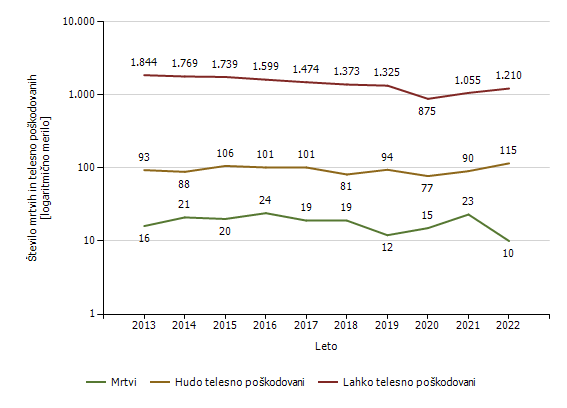 Število mrtvih in telesno poškodovanih
[logaritmično merilo]
10.000
1.000
100
10
1
1.844 1.769 1.739 1.599 1.474 1.373 1.325 875 1.055 1.210
93 88 106 101 101 81 94 77 90 115
16 21 20 24 19 19 12 15 23 10
2013 2014 2015 2016 2017 2018 2019 2020 2021 2022
Leto
Mrtvi Hudo telesno poškodovani Lahko telesno poškodovani